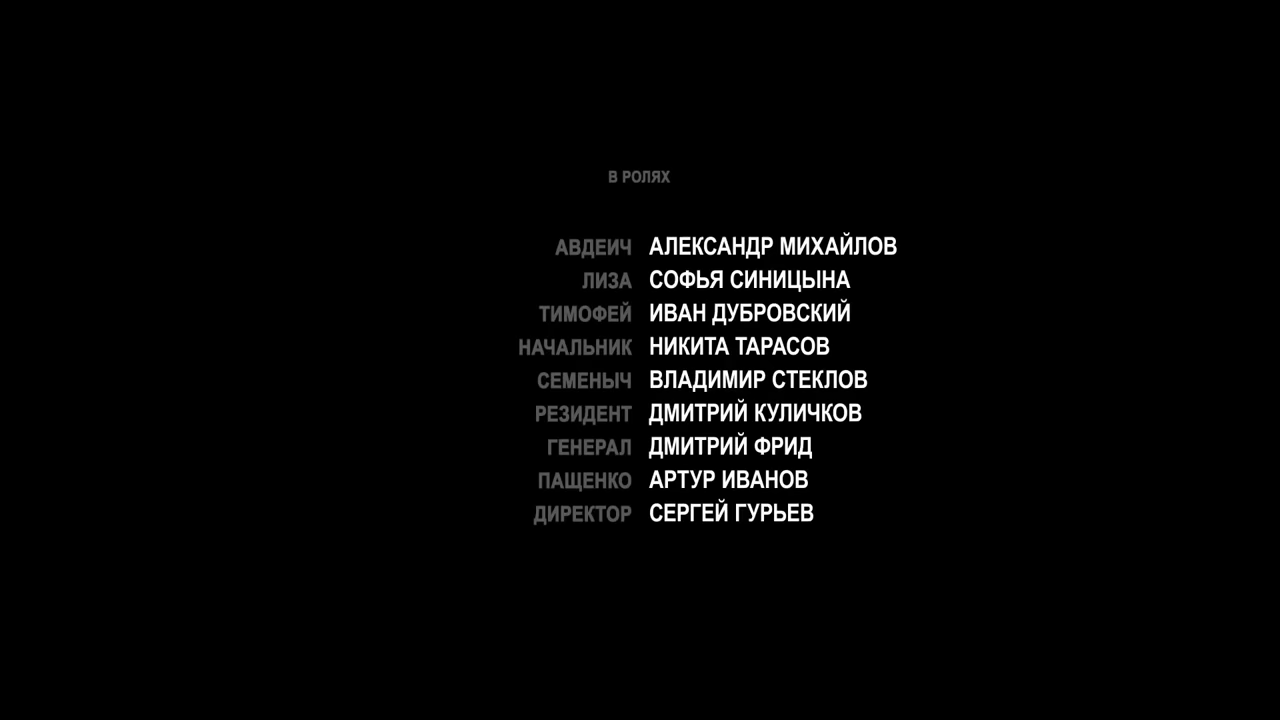 В РОЛЯХ
АВДЕИЧ АЛЕКСАНДР МИХАЙЛОВ
ЛИЗА СОФЬЯ СИНИЦЫНА
ТИМОФЕЙ ИВАН ДУБРОВСКИЙ
НАЧАЛЬНИК НИКИТА ТАРАСОВ
СЕМЕНЫЧ ВЛАДИМИР СТЕКЛОВ
РЕЗИДЕНТ ДМИТРИЙ КУЛИЧКОВ
ГЕНЕРАЛ ДМИТРИЙ ФРИД
ПАЩЕНКО АРТУР ИВАНОВ
ДИРЕКТОР СЕРГЕЙ ГУРЬЕВ